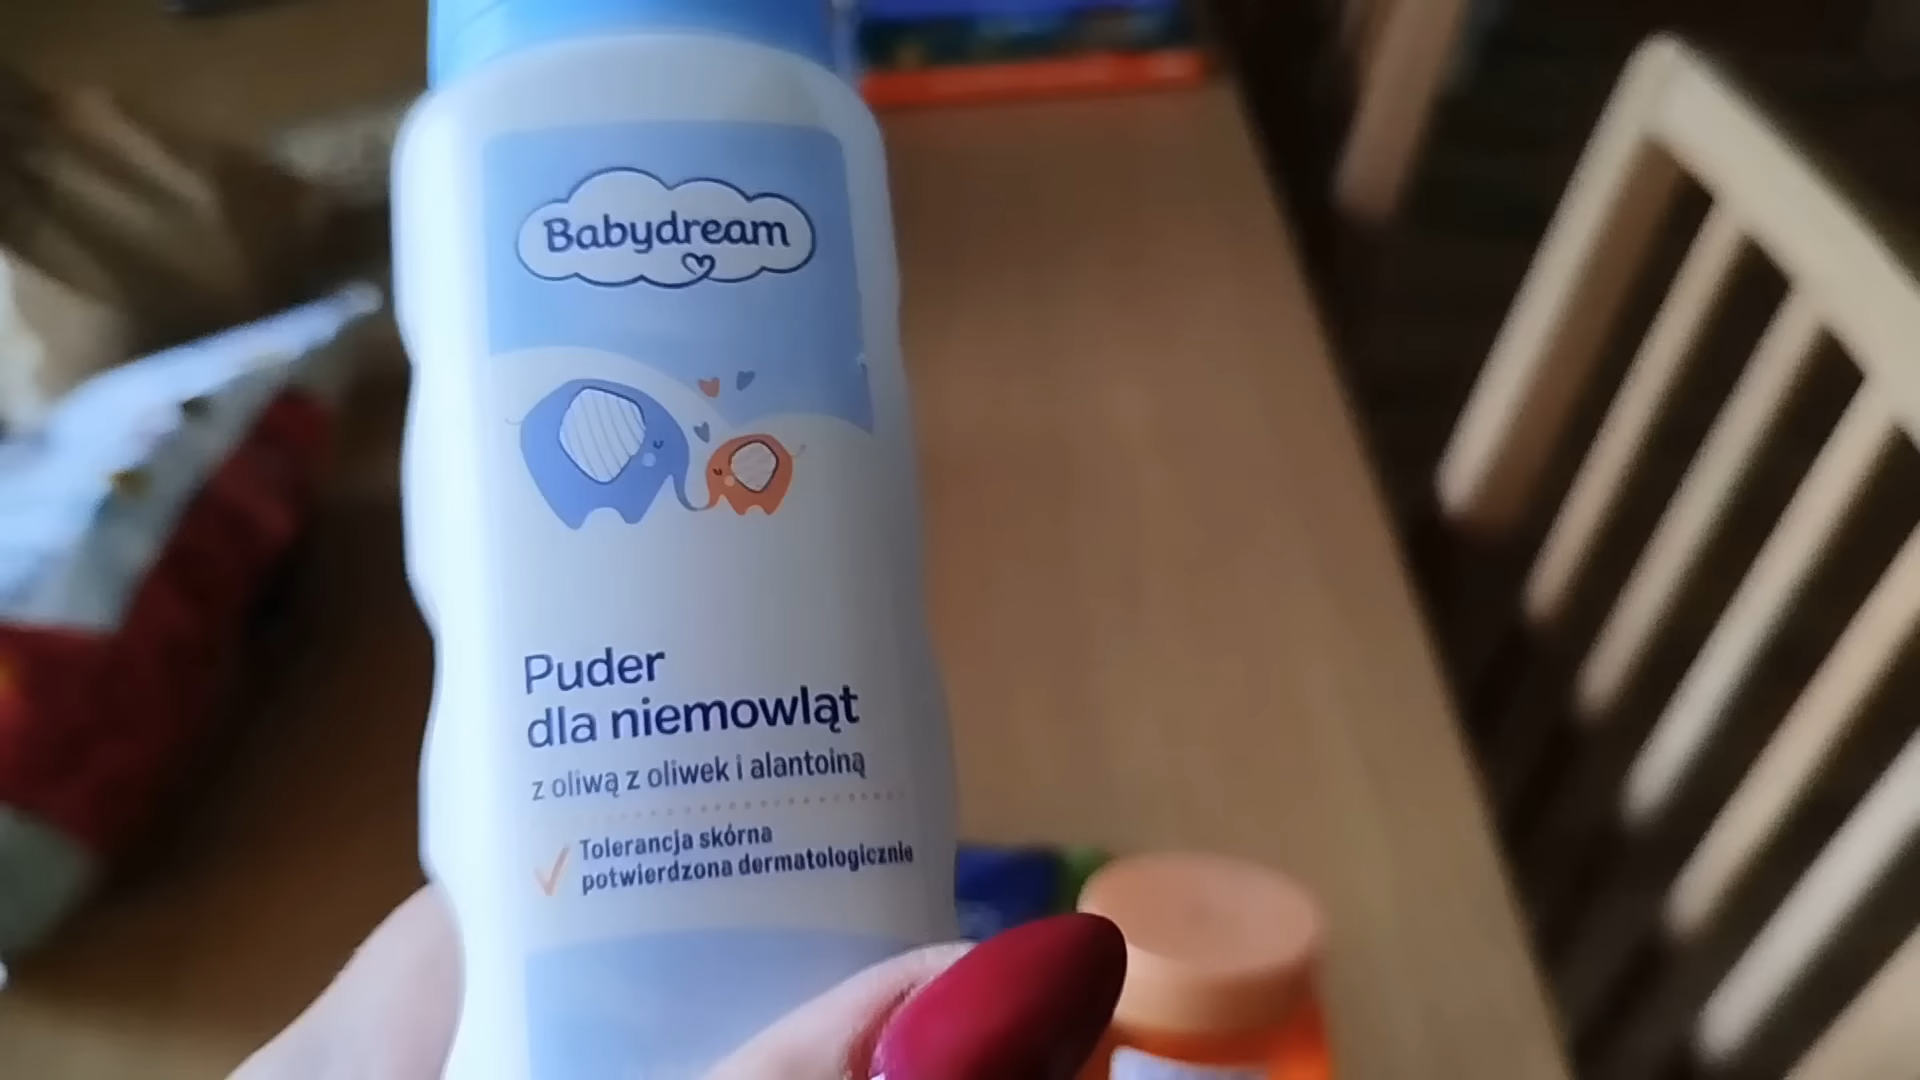 Babydream
Puder
dla niemowląt
z oliwą z oliwek i alantoiną
Tolerancja skórna
potwierdzona dermatologicznie